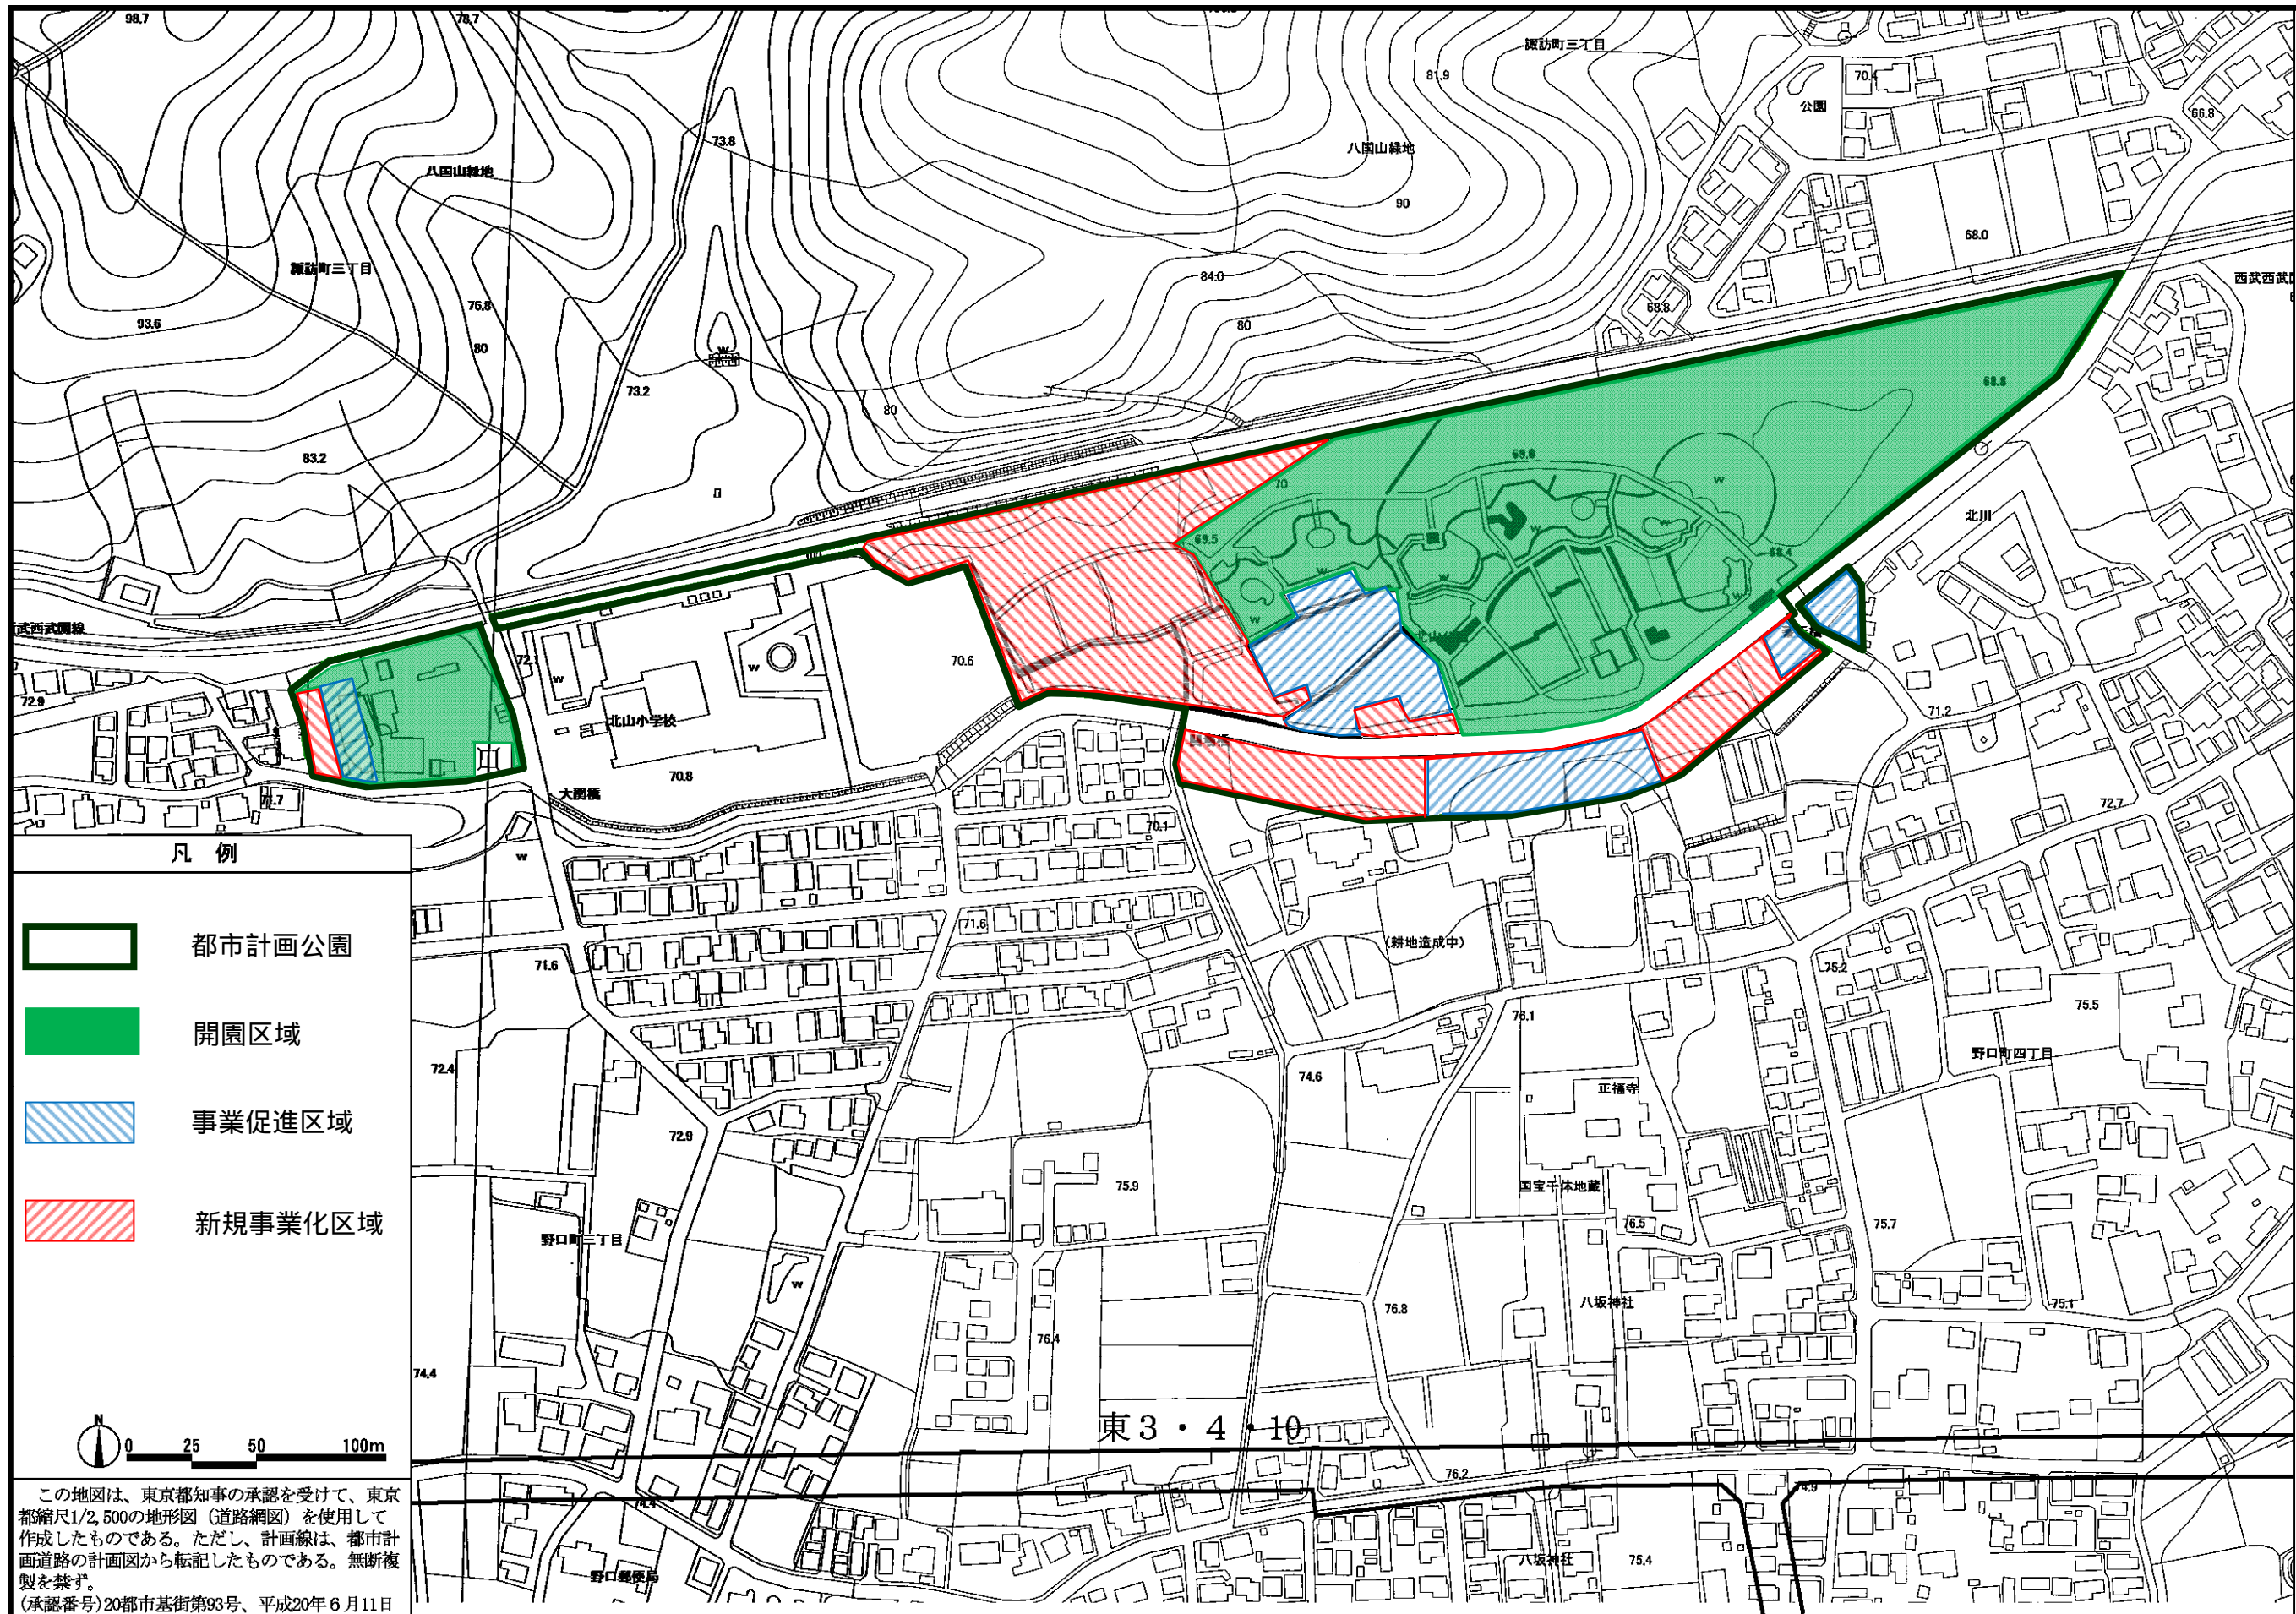 98.7
78.7
諏訪町三丁目
81.9
70.4
公園
66.8
73.8
八国山緑地
八国山緑地
90
68.0
諏訪町三丁目
84.0
西武西武園
76.8
68.8
93.6
80
80
w
73.2
68.8
80
83.2
69.8
70
w
北川
69.5
w
w
68.4
w
w
w
西武西武園線
72.1
70.6
w
w
w
72.9
北山小学校
71.2
70.8
大関橋
71.7
72.7
70.1
w
凡 例
都市計画公園
開園区域
事業促進区域
新規事業化区域
71.6
(耕地造成中)
71.6
75.2
75.5
76.1
野口町四丁目
72.4
74.6
正福寺
72.9
75.9
国宝千体地蔵
76.5
75.7
野口町三丁目
w
76.8
八坂神社
75.1
76.4
74.4
東3・4・10
N
0 25 50 100m
76.2
74.4
74.9
八坂神社
75.4
野口郵便局
この地図は、東京都知事の承認を受けて、東京
都縮尺1/2,500の地形図（道路網図）を使用して
作成したものである。ただし、計画線は、都市計
画道路の計画図から転記したものである。無断複
製を禁ず。
(承認番号)20都市基街第93号、平成20年6月11日